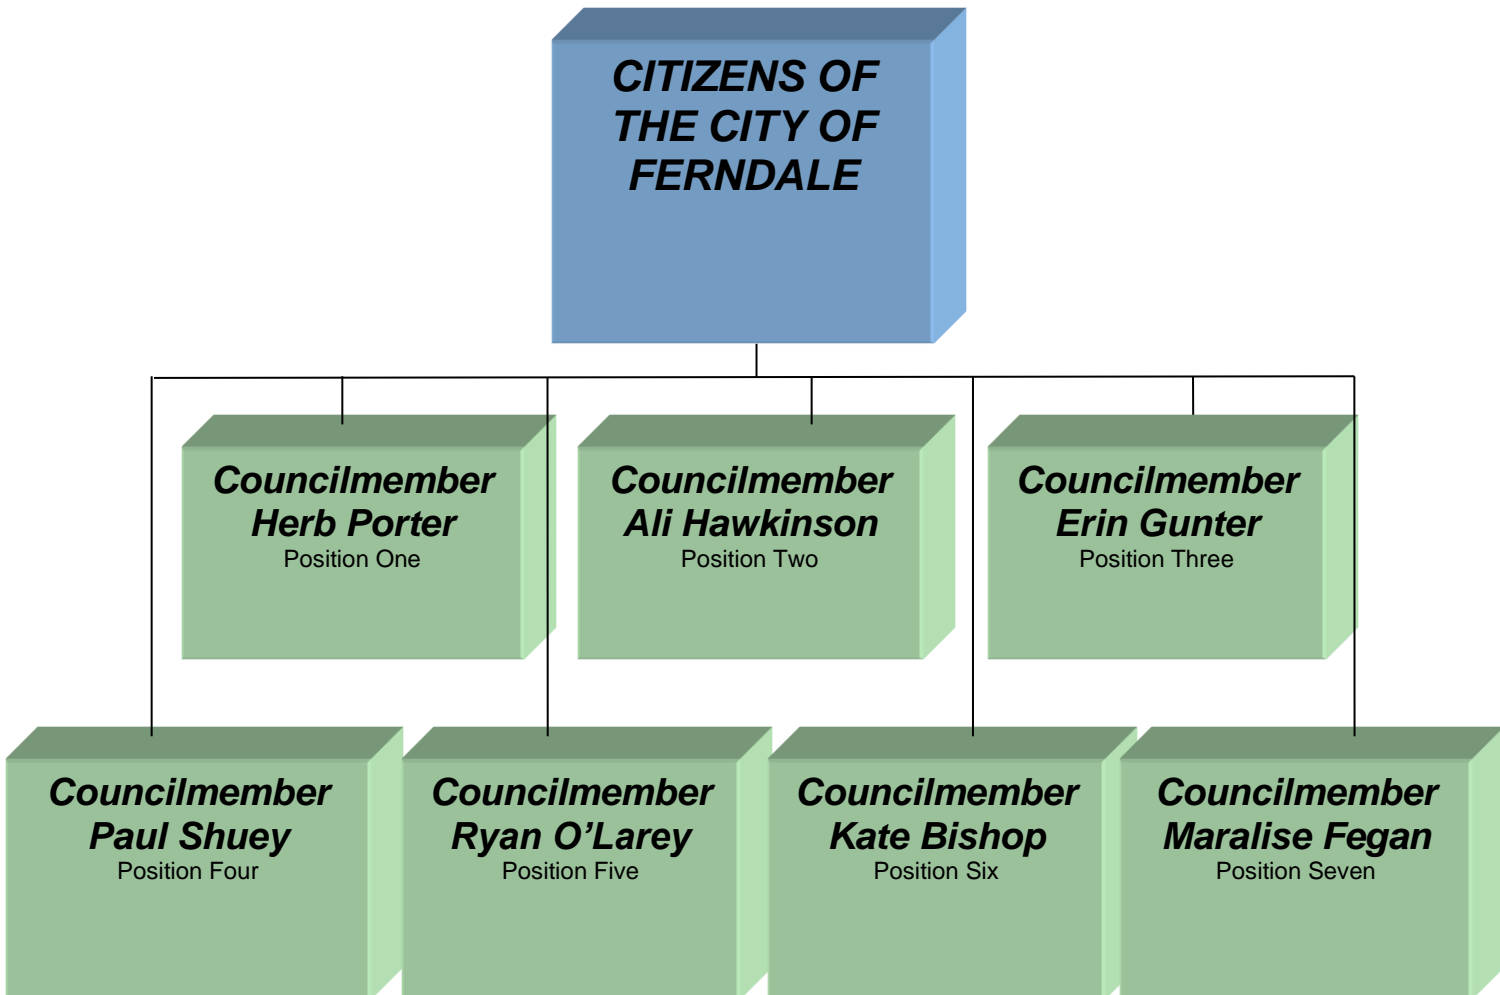 CITIZENS OF
THE CITY OF
FERNDALE
Councilmember
Herb Porter
Position One
Councilmember
Ali Hawkinson
Position Two
Councilmember
Erin Gunter
Position Three
Councilmember
Paul Shuey
Position Four
Councilmember
Ryan O’Larey
Position Five
Councilmember
Kate Bishop
Position Six
Councilmember
Maralise Fegan
Position Seven